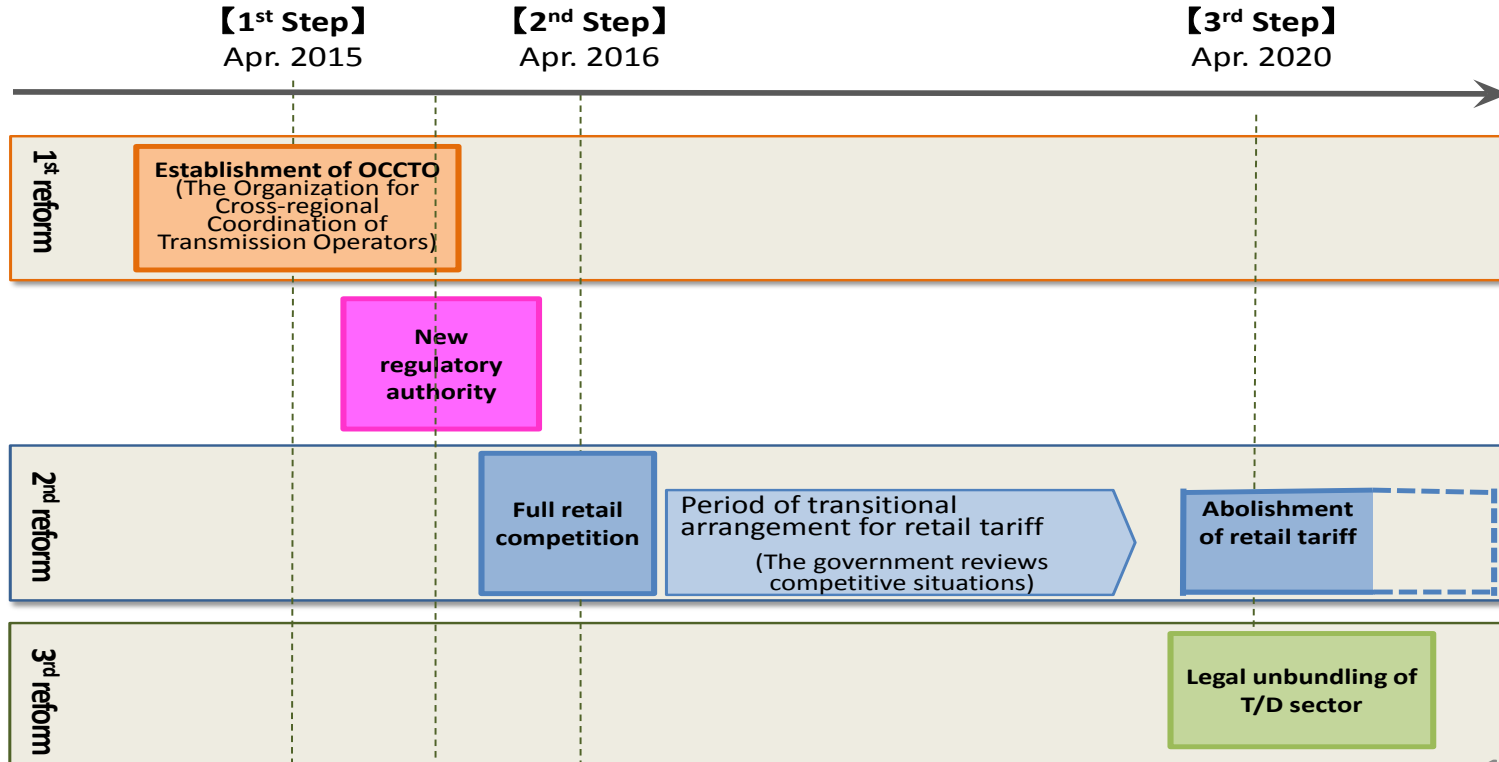 【1st Step】
Apr. 2015
【2nd Step】
Apr. 2016
【3rd Step】
Apr. 2020
1st reform
Establishment of OCCTO
(The Organization for
Cross-regional
Coordination of
Transmission Operators)
New
regulatory
authority
2nd reform
Full retail
competition
Period of transitional
arrangement for retail tariff
(The government reviews
competitive situations)
Abolishment
of retail tariff
3rd reform
Legal unbundling of
T/D sector